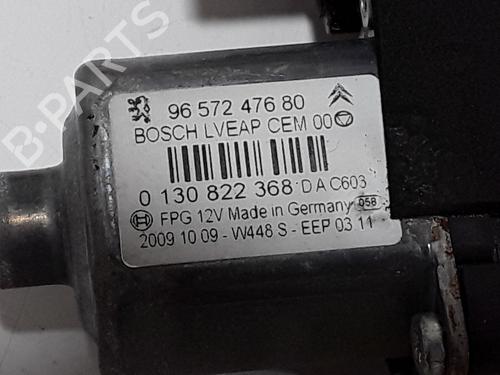 B-PARTS
96 572 476 80
BOSCH LVEAP CEM 00
0 130 822 368 D A C603
FPG 12V Made in Germany 058
2009 10 09 - W448 S - EEP 03 11